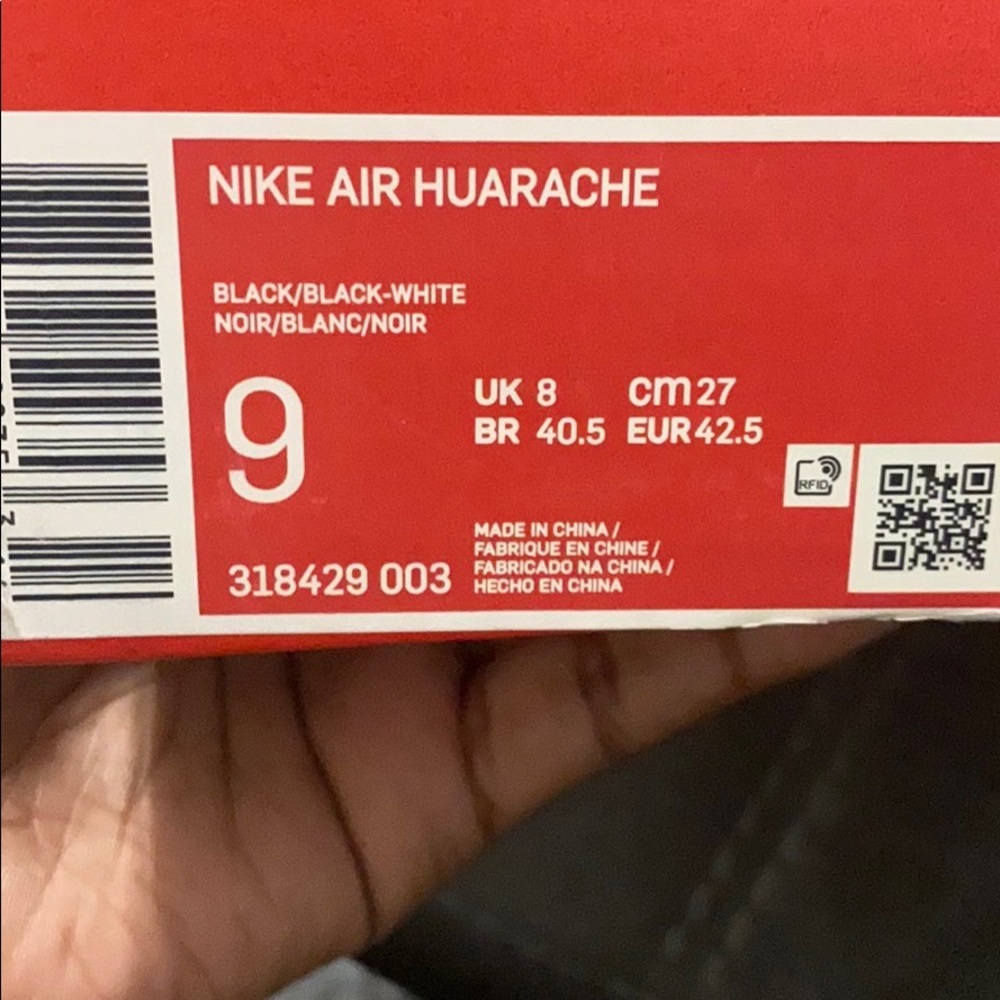 NIKE AIR HUARACHE
BLACK/BLACK-WHITE
NOIR/BLANC/NOIR
9
UK 8 cm 27
BR 40.5 EUR 42.5
RFID
318429 003
MADE IN CHINA /
FABRIQUE EN CHINE /
FABRICADO NA CHINA /
HECHO EN CHINA